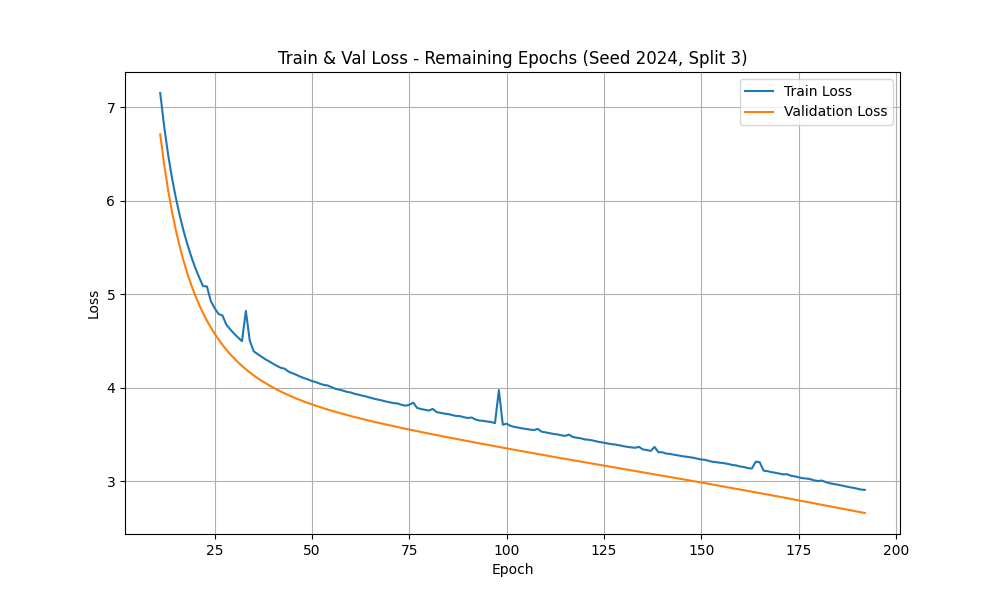 Train & Val Loss - Remaining Epochs (Seed 2024, Split 3)
Train Loss
Validation Loss
7
6
5
4
3
Loss
25
50
75
100
125
150
175
200
Epoch